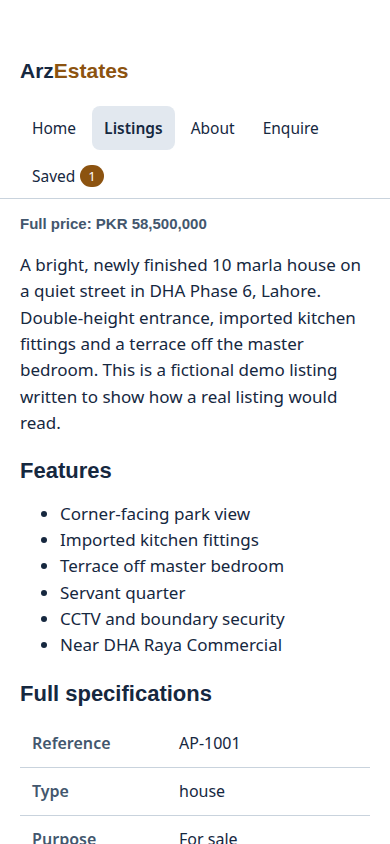 ArzEstates
Home Listings About Enquire
Saved 1
Full price: PKR 58,500,000
A bright, newly finished 10 marla house on
a quiet street in DHA Phase 6, Lahore.
Double-height entrance, imported kitchen
fittings and a terrace off the master
bedroom. This is a fictional demo listing
written to show how a real listing would
read.
Features
Corner-facing park view
Imported kitchen fittings
Terrace off master bedroom
Servant quarter
CCTV and boundary security
Near DHA Raya Commercial
Full specifications
Reference AP-1001
Type house
Purpose For sale